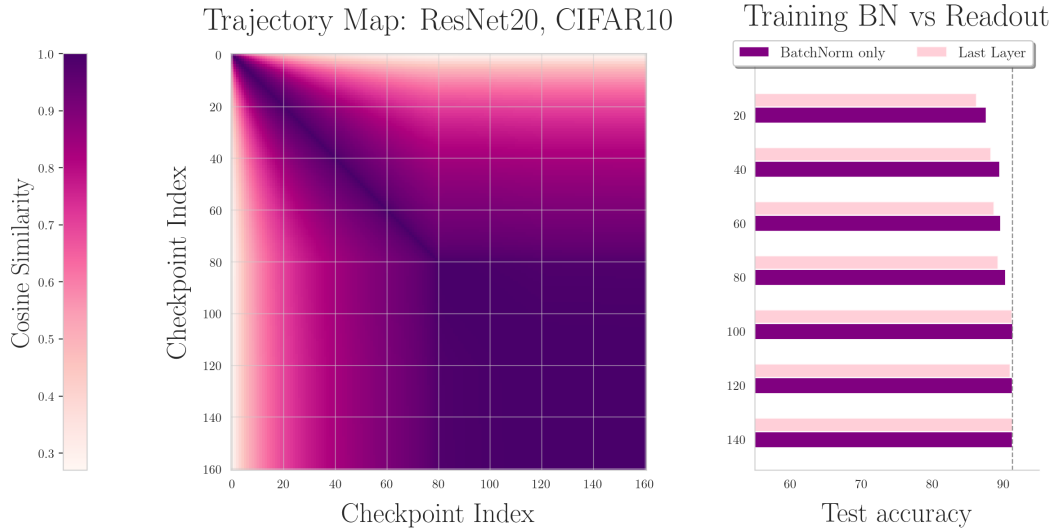 Trajectory Map: ResNet20, CIFAR10
Training BN vs Readout
BatchNorm only
Last Layer
1.0
0.9
0.8
0.7
0.6
0.5
0.4
0.3
Cosine Similarity
0
20
40
60
80
100
120
140
160
Checkpoint Index
0 20 40 60 80 100 120 140 160
Checkpoint Index
20
40
60
80
100
120
140
60 70 80 90
Test accuracy